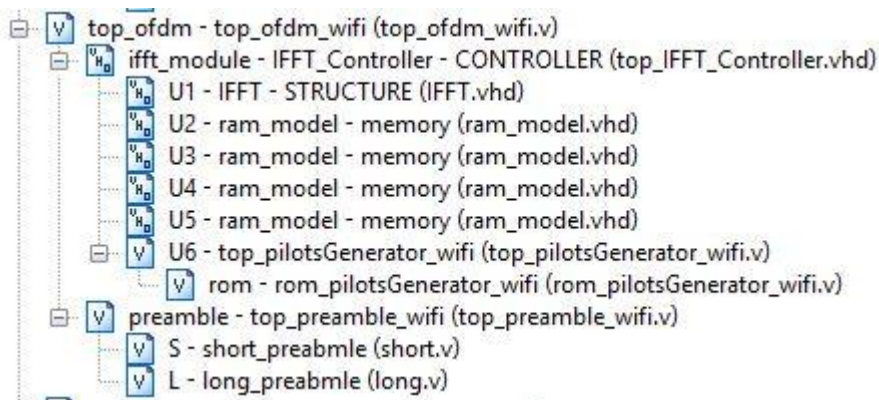 top_ofdm - top_ofdm_wifi (top_ofdm_wifi.v)
ifft_module - IFFT_Controller - CONTROLLER (top_IFFT_Controller.vhd)
U1 - IFFT - STRUCTURE (IFFT.vhd)
U2 - ram_model - memory (ram_model.vhd)
U3 - ram_model - memory (ram_model.vhd)
U4 - ram_model - memory (ram_model.vhd)
U5 - ram_model - memory (ram_model.vhd)
U6 - top_pilotsGenerator_wifi (top_pilotsGenerator_wifi.v)
rom - rom_pilotsGenerator_wifi (rom_pilotsGenerator_wifi.v)
preamble - top_preamble_wifi (top_preamble_wifi.v)
S - short_preabmle (short.v)
L - long_preabmle (long.v)